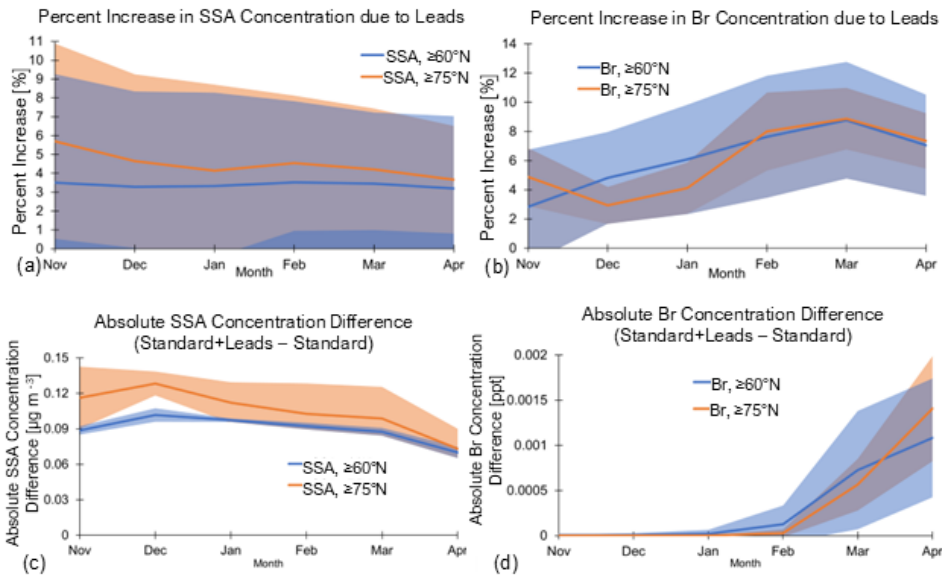 Percent Increase in SSA Concentration due to Leads
Percent Increase [%]
11
10
9
8
7
6
5
4
3
2
1
0
SSA, ≥60°N
SSA, ≥75°N
Nov Dec Jan Feb Mar Apr
Month
(a)
Percent Increase in Br Concentration due to Leads
Percent Increase [%]
14
12
10
8
6
4
2
0
Br, ≥60°N
Br, ≥75°N
Nov Dec Jan Feb Mar Apr
Month
(b)
Absolute SSA Concentration Difference
(Standard+Leads – Standard)
Absolute SSA Concentration
Difference [µg m⁻³]
0.15
0.12
0.09
0.06
0.03
0
SSA, ≥60°N
SSA, ≥75°N
Nov Dec Jan Feb Mar Apr
Month
(c)
Absolute Br Concentration Difference
(Standard+Leads – Standard)
Absolute Br Concentration
Difference [ppt]
0.002
0.0015
0.001
0.0005
0
Br, ≥60°N
Br, ≥75°N
Nov Dec Jan Feb Mar Apr
Month
(d)